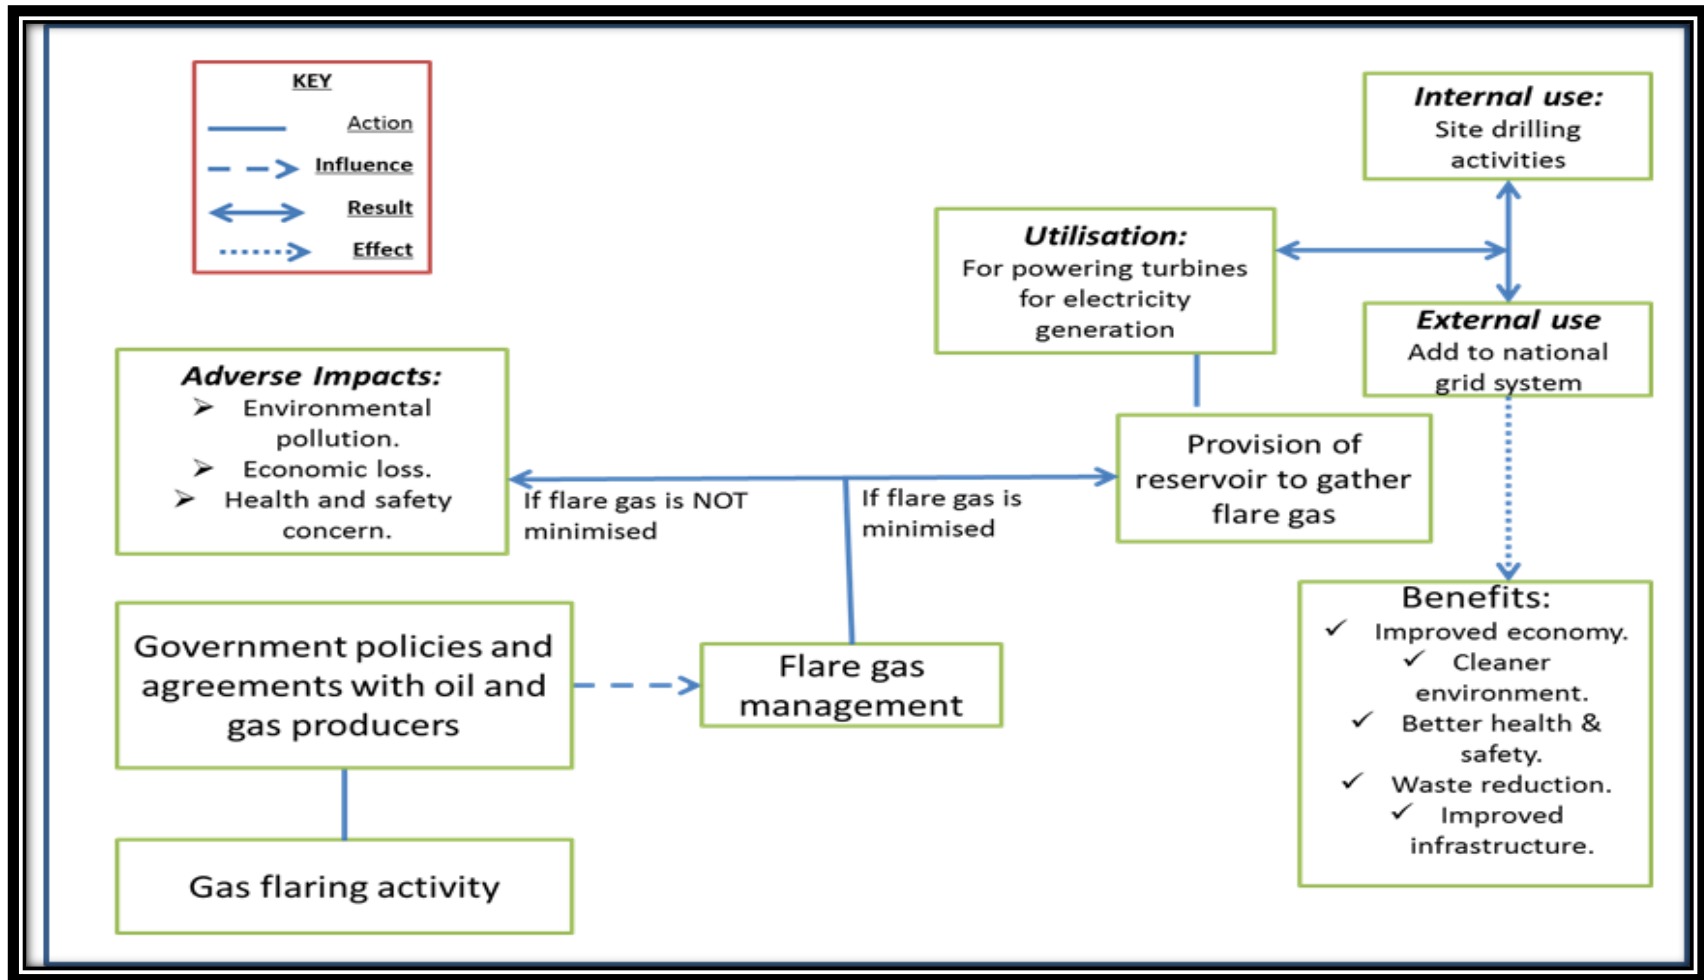 KEY
Action
Influence
Result
Effect
Internal use:
Site drilling
activities
Utilisation:
For powering turbines
for electricity
generation
External use
Add to national
grid system
Adverse Impacts:
➢ Environmental
pollution.
➢ Economic loss.
➢ Health and safety
concern.
If flare gas is NOT
minimised
If flare gas is
minimised
Provision of
reservoir to gather
flare gas
Government policies and
agreements with oil and
gas producers
Flare gas
management
Benefits:
✓ Improved economy.
✓ Cleaner
environment.
✓ Better health &
safety.
✓ Waste reduction.
✓ Improved
infrastructure.
Gas flaring activity